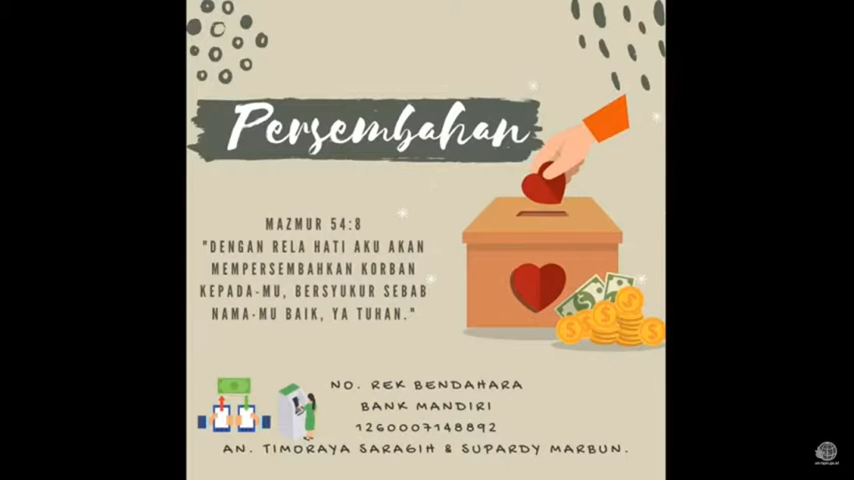 Persembahan
MAZMUR 54:8
"DENGAN RELA HATI AKU AKAN
MEMPERSEMBAHKAN KORBAN
KEPADA-MU, BERSYUKUR SEBAB
NAMA-MU BAIK, YA TUHAN."
NO. REK BENDAHARA
BANK MANDIRI
1260007148892
AN. TIMORAYA SARAGIH & SUPARDY MARBUN.